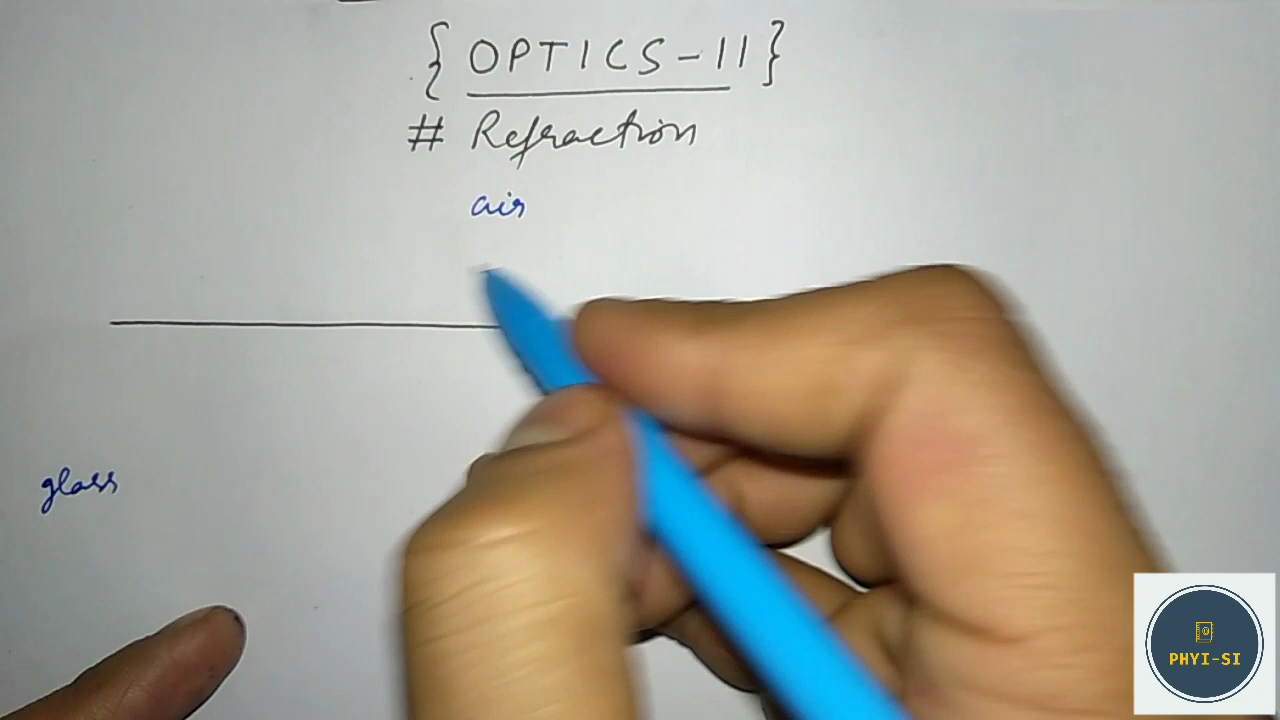 { OPTICS-II }
# Refraction
air
glass
PHYI-SI